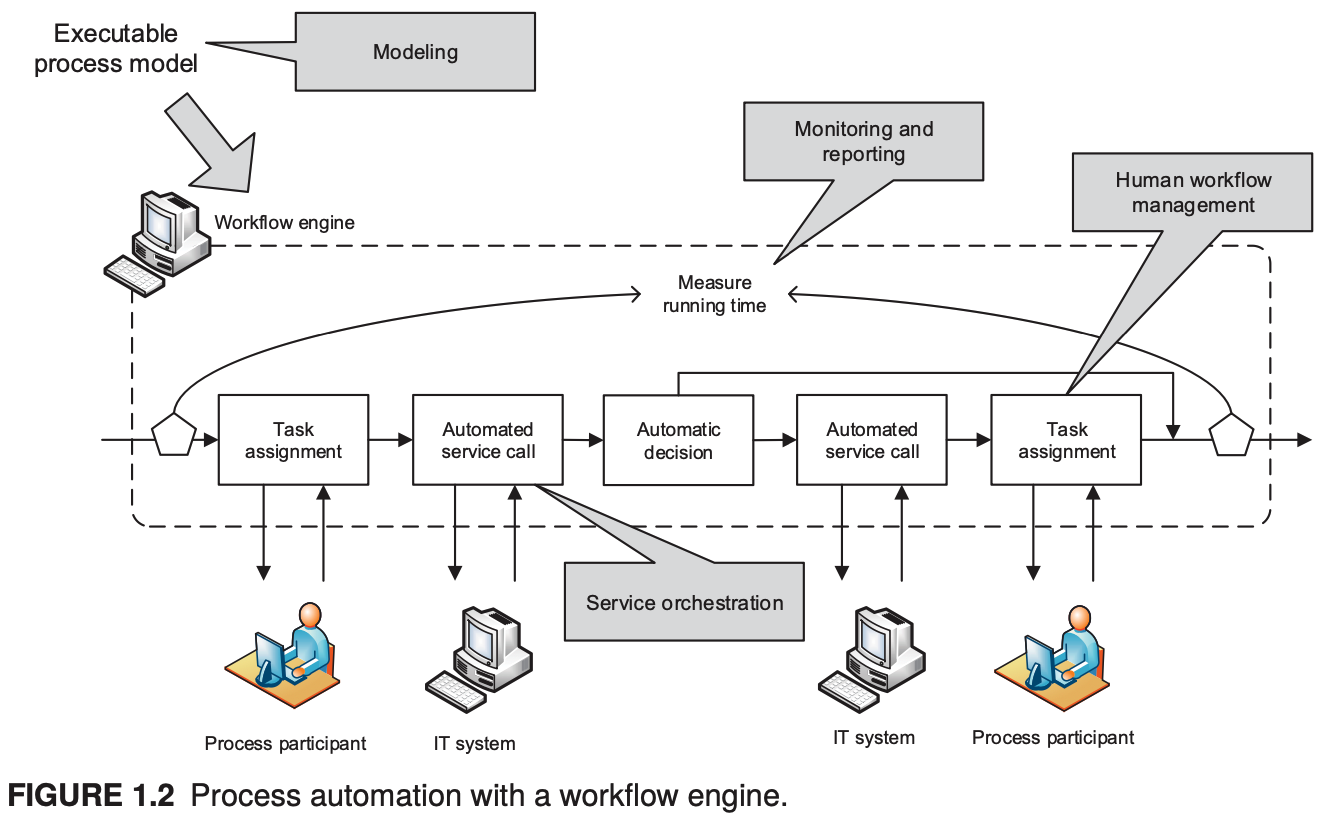 Executable
process model
Modeling
Monitoring and
reporting
Human workflow
management
Workflow engine
Measure
running time
Task
assignment
Automated
service call
Automatic
decision
Automated
service call
Task
assignment
Service orchestration
Process participant
IT system
IT system
Process participant
FIGURE 1.2 Process automation with a workflow engine.